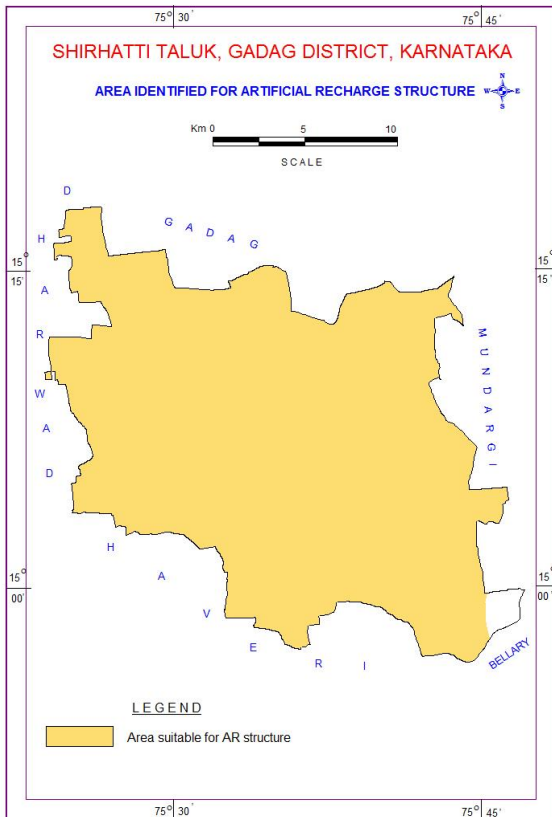 75° 30' 75° 45'
SHIRHATTI TALUK, GADAG DISTRICT, KARNATAKA
AREA IDENTIFIED FOR ARTIFICIAL RECHARGE STRUCTURE
N
W E
S
Km 0 5 10
SCALE
DHARWAD
GADAG
15° 15'
15° 15'
MUNDARGI
HAVERI
15° 00'
15° 00'
BELLARY
LEGEND
Area suitable for AR structure
75° 30' 75° 45'